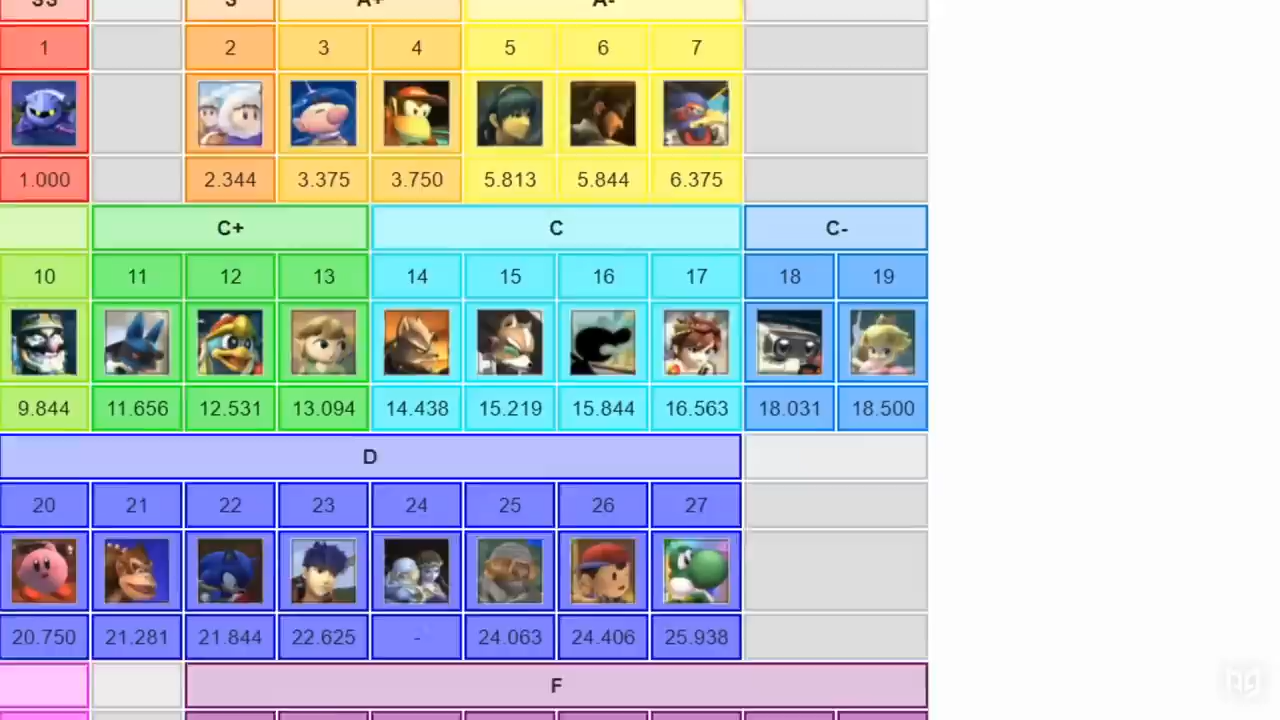 SS S A+ A-
1 2 3 4 5 6 7
1.000 2.344 3.375 3.750 5.813 5.844 6.375
C+ C C-
10 11 12 13 14 15 16 17 18 19
9.844 11.656 12.531 13.094 14.438 15.219 15.844 16.563 18.031 18.500
D
20 21 22 23 24 25 26 27
20.750 21.281 21.844 22.625 - 24.063 24.406 25.938
F